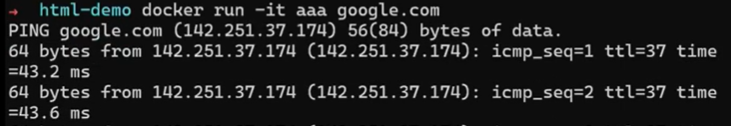 → html-demo docker run -it aaa google.com
PING google.com (142.251.37.174) 56(84) bytes of data.
64 bytes from 142.251.37.174 (142.251.37.174): icmp_seq=1 ttl=37 time
=43.2 ms
64 bytes from 142.251.37.174 (142.251.37.174): icmp_seq=2 ttl=37 time
=43.6 ms